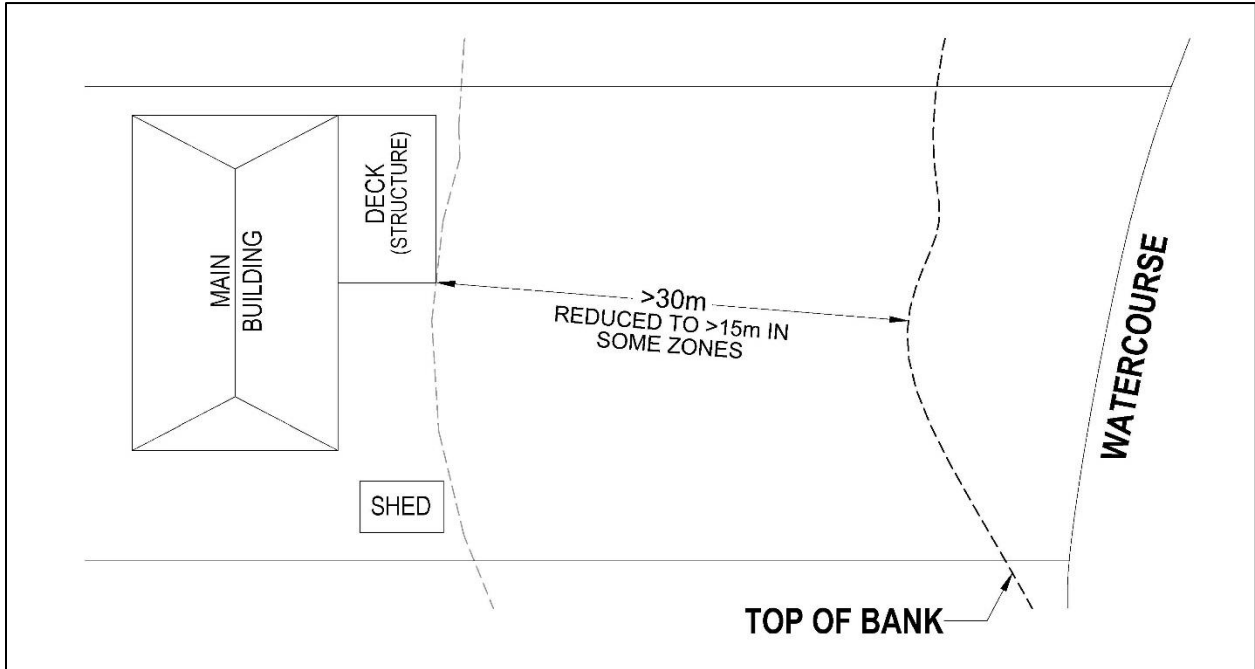 MAIN
BUILDING
DECK
(STRUCTURE)
>30m
REDUCED TO >15m IN
SOME ZONES
WATERCOURSE
SHED
TOP OF BANK